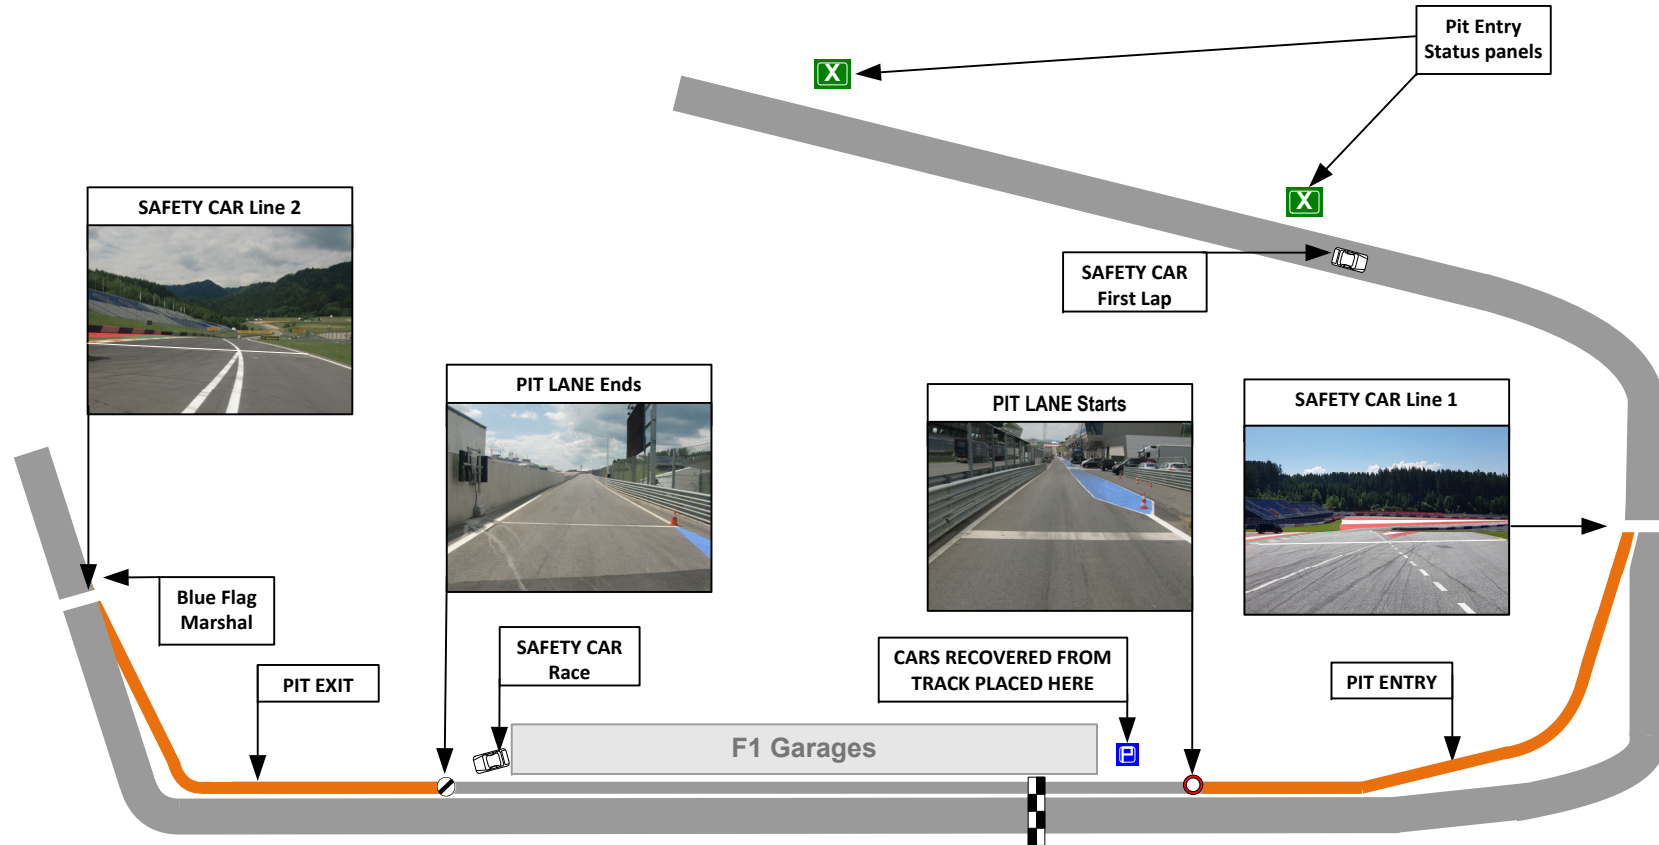 Pit Entry
Status panels
X
X
SAFETY CAR Line 2
SAFETY CAR
First Lap
PIT LANE Ends
PIT LANE Starts
SAFETY CAR Line 1
Blue Flag
Marshal
SAFETY CAR
Race
CARS RECOVERED FROM
TRACK PLACED HERE
PIT EXIT
PIT ENTRY
F1 Garages
P